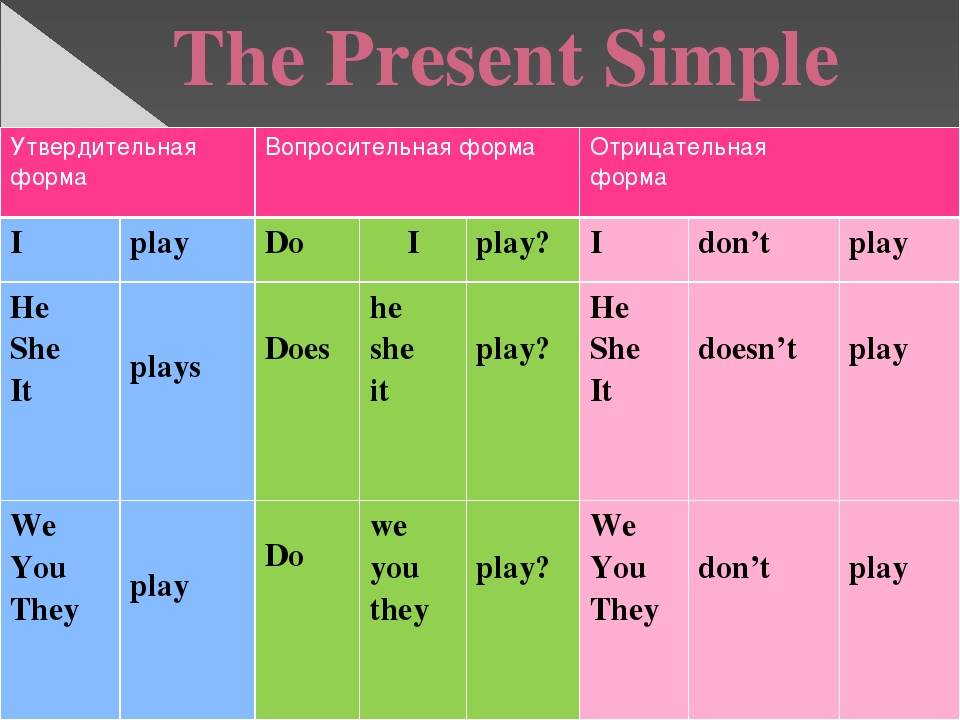 The Present Simple
Утвердительная
форма
Вопросительная форма
Отрицательная
форма
I play Do I play? I don’t play
He
She
It
plays
Does
he
she
it
play?
He
She
It
doesn’t
play
We
You
They
play
Do
we
you
they
play?
We
You
They
don’t
play